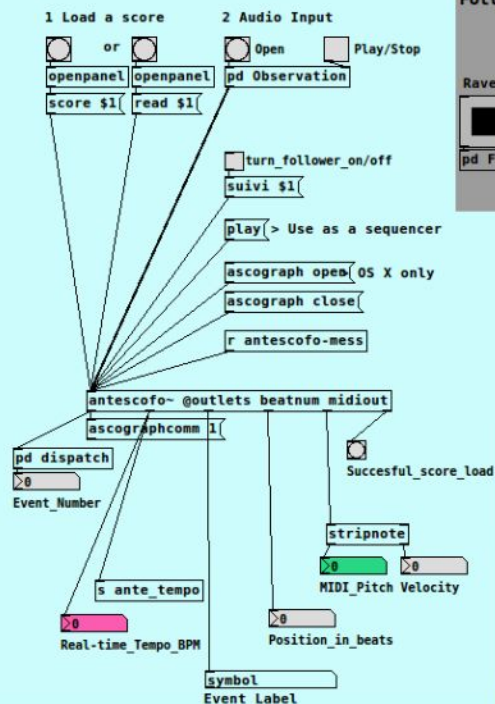 1 Load a score
2 Audio Input
or
Open
Play/Stop
openpanel
openpanel
pd Observation
score $1
read $1
Rave
pd F
turn_follower_on/off
suivi $1
play
> Use as a sequencer
ascograph open
> OS X only
ascograph close
r antescofo-mess
antescofo~ @outlets beatnum midiout
ascographcomm 1
pd dispatch
0
Event_Number
Succesful_score_load
stripnote
0
0
MIDI_Pitch
Velocity
s ante_tempo
0
Real-time_Tempo_BPM
0
Position_in_beats
symbol
Event Label